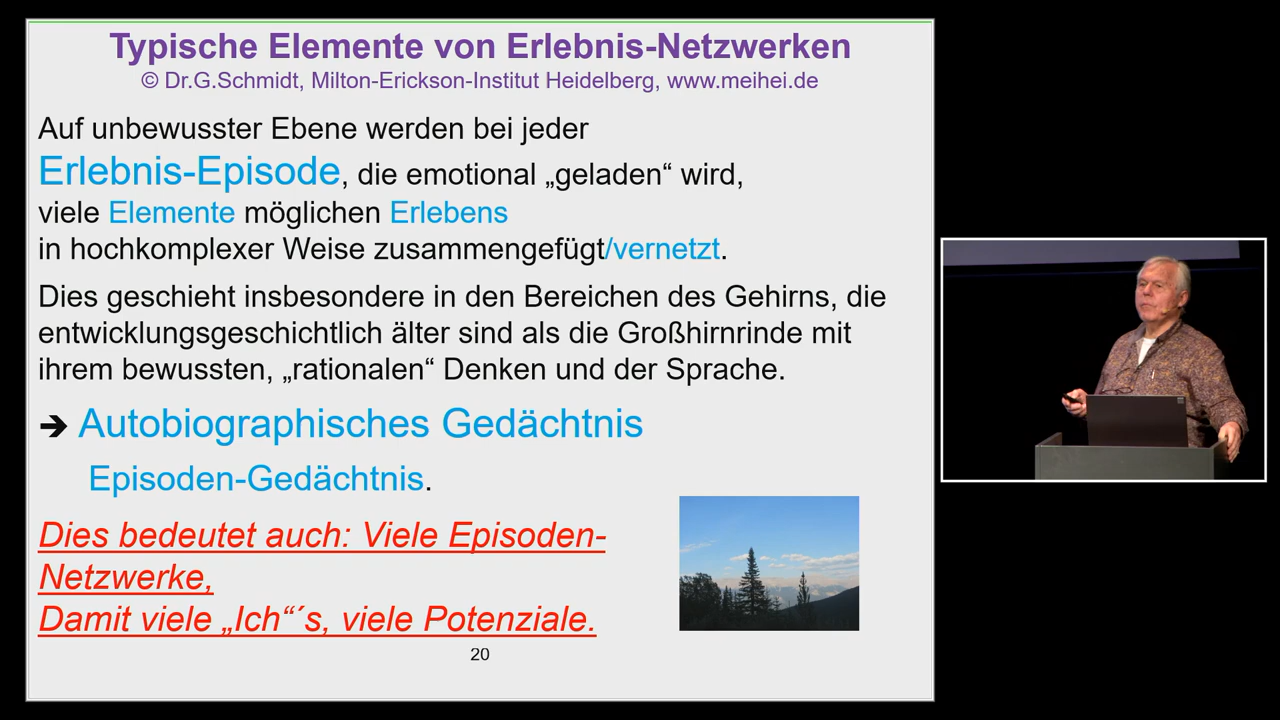 Typische Elemente von Erlebnis-Netzwerken
© Dr.G.Schmidt, Milton-Erickson-Institut Heidelberg, www.meihei.de
Auf unbewusster Ebene werden bei jeder
Erlebnis-Episode, die emotional „geladen“ wird,
viele Elemente möglichen Erlebens
in hochkomplexer Weise zusammengefügt/vernetzt.
Dies geschieht insbesondere in den Bereichen des Gehirns, die
entwicklungsgeschichtlich älter sind als die Großhirnrinde mit
ihrem bewussten, „rationalen“ Denken und der Sprache.
➔ Autobiographisches Gedächtnis
Episoden-Gedächtnis.
Dies bedeutet auch: Viele Episoden-
Netzwerke,
Damit viele „Ich“´s, viele Potenziale.
20